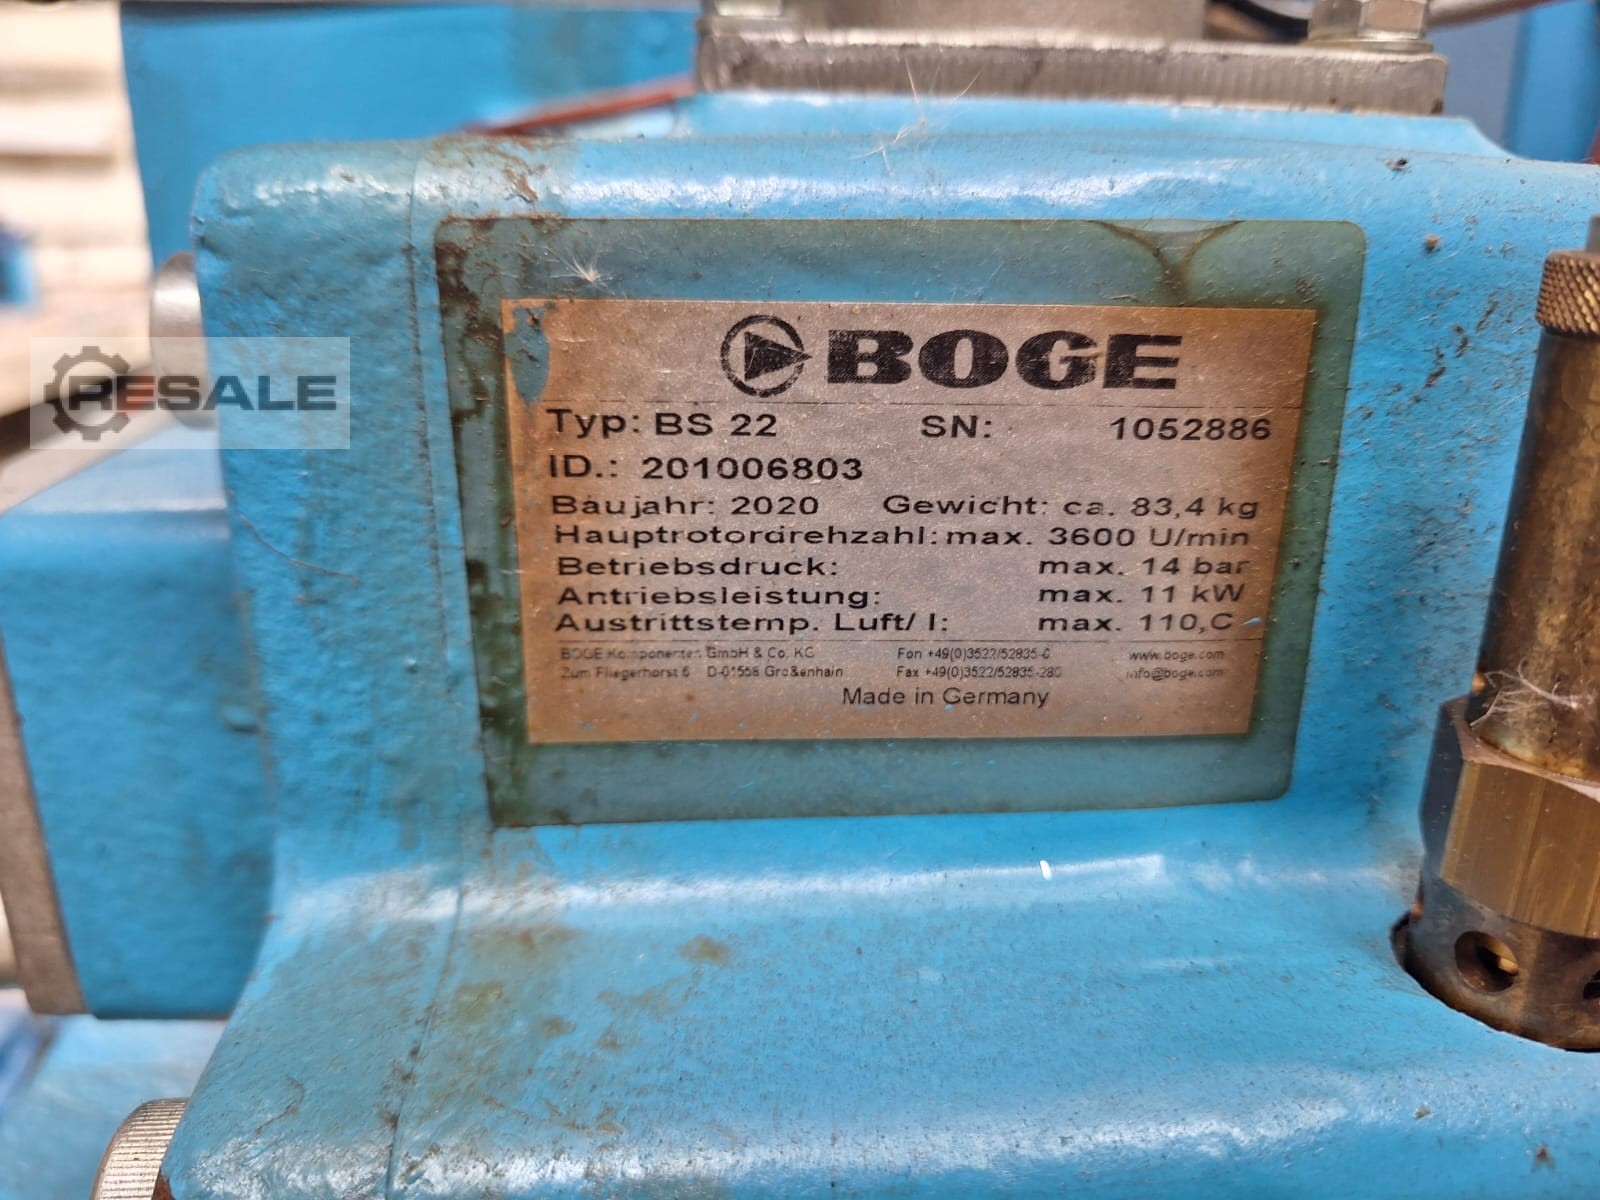 RESALE
BOGE
Typ: BS 22 SN: 1052886
ID.: 201006803
Baujahr: 2020 Gewicht: ca. 83,4 kg
Hauptrotordrehzahl: max. 3600 U/min
Betriebsdruck: max. 14 bar
Antriebsleistung: max. 11 kW
Austrittstemp. Luft/ l: max. 110,C
BOGE Komponenten GmbH & Co. KG Fon +49(0)3522/52835-0 www.boge.com
Zum Fliegerhorst 6 D-01558 Großenhain Fax +49(0)3522/52835-280 info@boge.com
Made in Germany